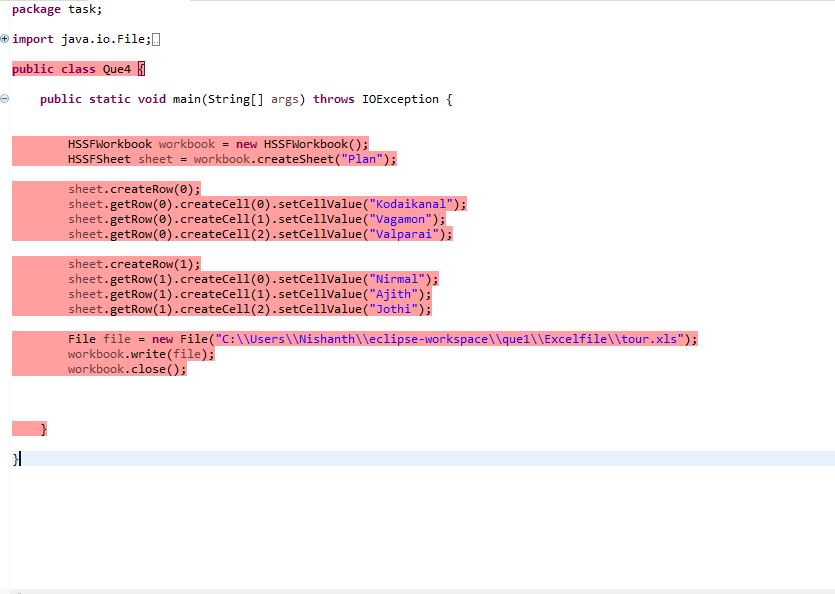 package task;
import java.io.File;
public class Que4 {
public static void main(String[] args) throws IOException {
HSSFWorkbook workbook = new HSSFWorkbook();
HSSFSheet sheet = workbook.createSheet("Plan");
sheet.createRow(0);
sheet.getRow(0).createCell(0).setCellValue("Kodaikanal");
sheet.getRow(0).createCell(1).setCellValue("Vagamon");
sheet.getRow(0).createCell(2).setCellValue("Valparai");
sheet.createRow(1);
sheet.getRow(1).createCell(0).setCellValue("Nirmal");
sheet.getRow(1).createCell(1).setCellValue("Ajith");
sheet.getRow(1).createCell(2).setCellValue("Jothi");
File file = new File("C:\\Users\\Nishanth\\eclipse-workspace\\que1\\Excelfile\\tour.xls");
workbook.write(file);
workbook.close();
}
}